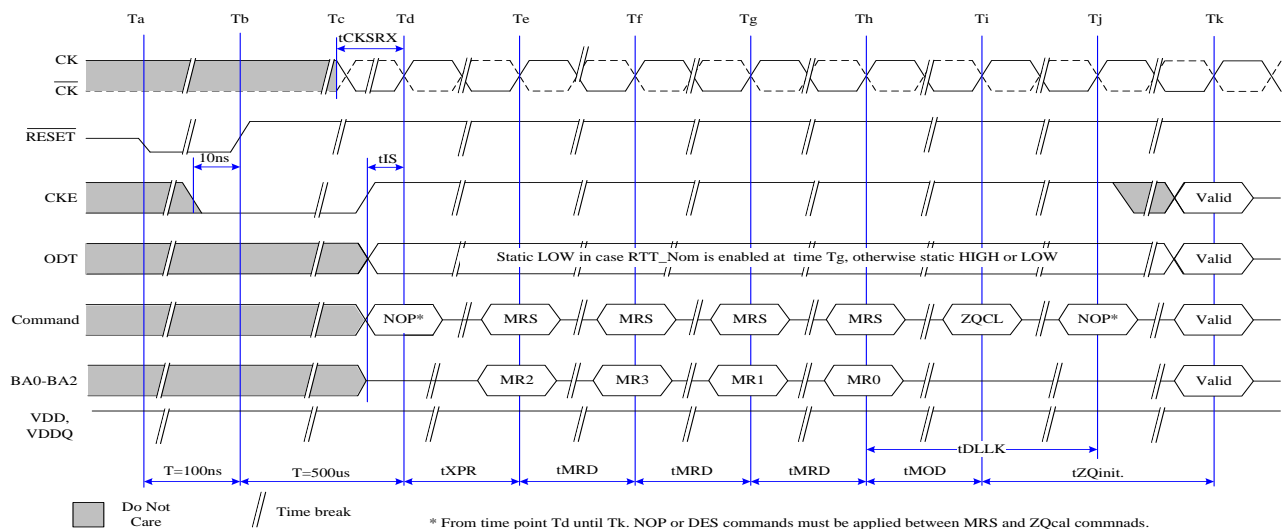 Ta Tb Tc Td Te Tf Tg Th Ti Tj Tk
tCKSRX
CK
CK
RESET
10ns
tIS
CKE Valid
ODT Static LOW in case RTT_Nom is enabled at time Tg, otherwise static HIGH or LOW Valid
Command NOP* MRS MRS MRS MRS ZQCL NOP* Valid
BA0-BA2 MR2 MR3 MR1 MR0 Valid
VDD,
VDDQ
tDLLK
T=100ns T=500us tXPR tMRD tMRD tMRD tMOD tZQinit.
Do Not
Care
Time break
* From time point Td until Tk. NOP or DES commands must be applied between MRS and ZQcal commnads.